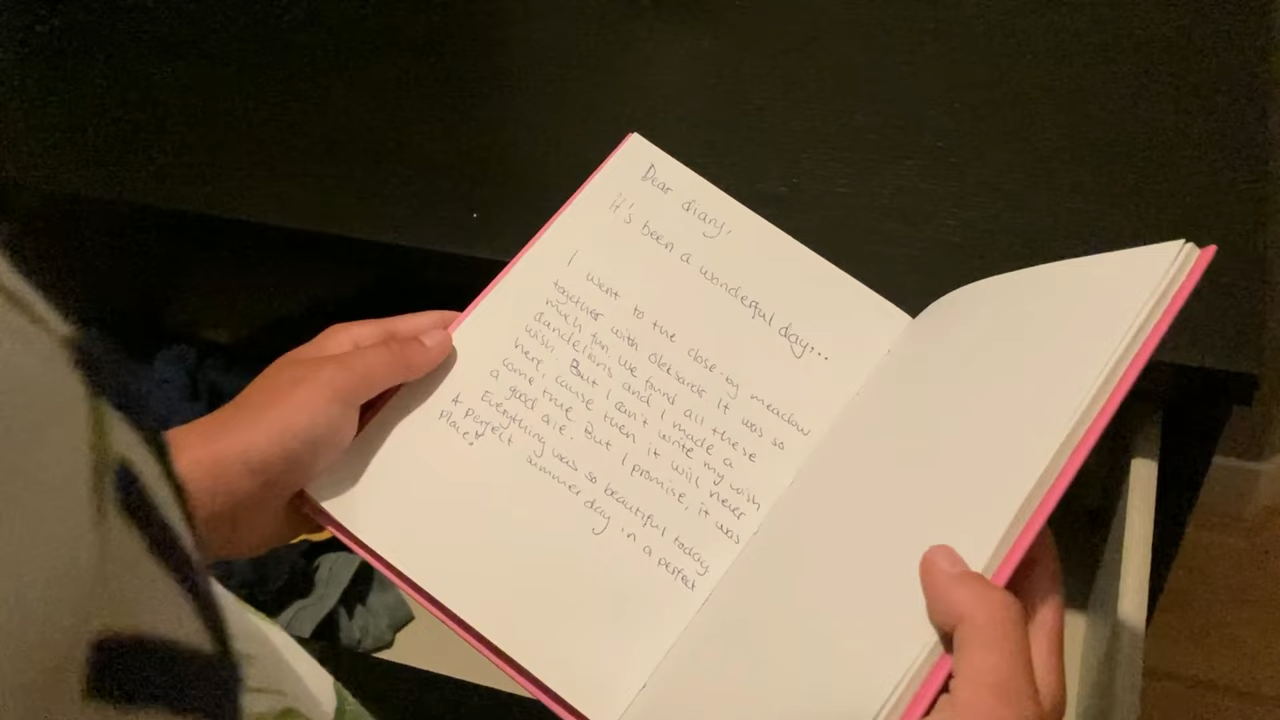 Dear diary,
It's been a wonderful day,..
I went to the close-by meadow
together with Oleksandr it was so
much fun. We found all these
dandelions and I made a
wish. But I can't write my wish
here, cause then it will never
come true. But I promise, it was
a good one.
Everything was so beautiful today
A perfect summer day in a perfect
place!